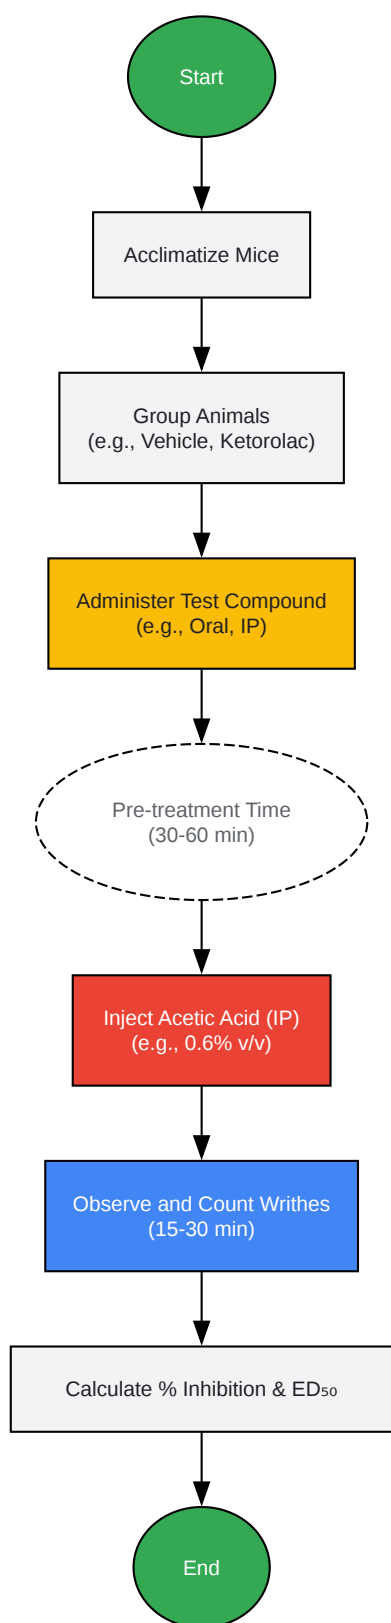 Start
Acclimatize Mice
Group Animals
(e.g., Vehicle, Ketorolac)
Administer Test Compound
(e.g., Oral, IP)
Pre-treatment Time
(30-60 min)
Inject Acetic Acid (IP)
(e.g., 0.6% v/v)
Observe and Count Writhes
(15-30 min)
Calculate % Inhibition & ED₅₀
End